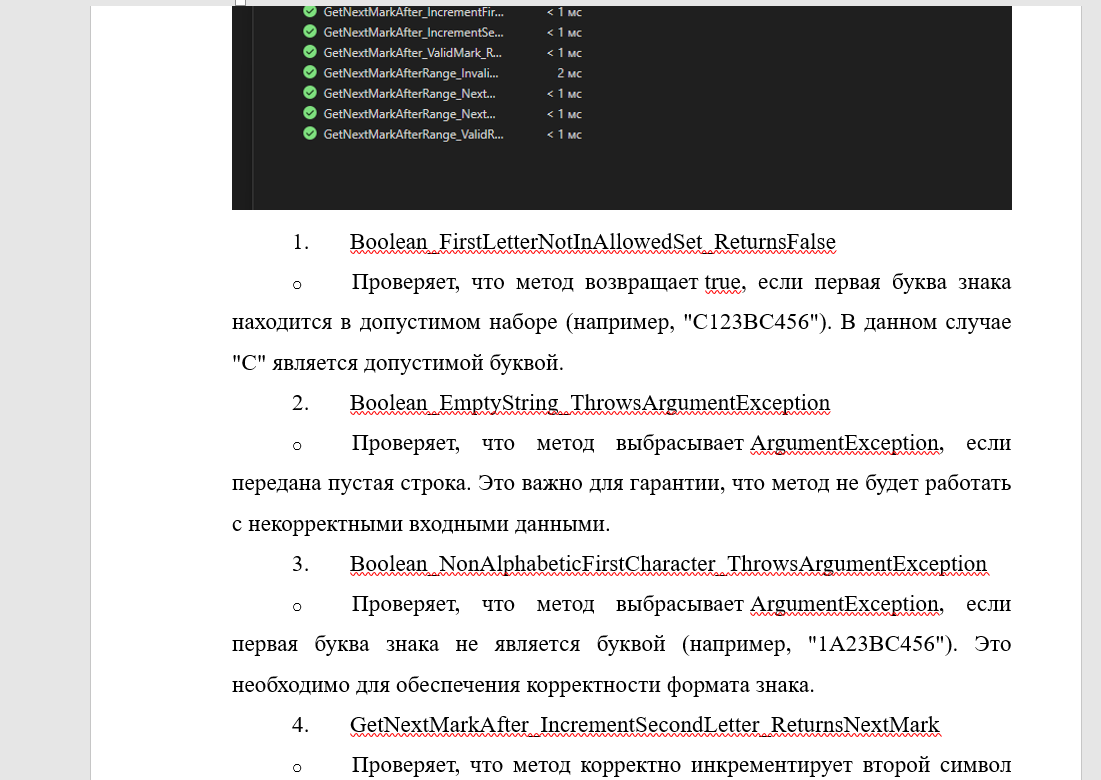 GetNextMarkAfter_IncrementFir... < 1 мс
GetNextMarkAfter_IncrementSe... < 1 мс
GetNextMarkAfter_ValidMark_R... < 1 мс
GetNextMarkAfterRange_Invali... 2 мс
GetNextMarkAfterRange_Next... < 1 мс
GetNextMarkAfterRange_Next... < 1 мс
GetNextMarkAfterRange_ValidR... < 1 мс
1. Boolean_FirstLetterNotInAllowedSet_ReturnsFalse
o Проверяет, что метод возвращает true, если первая буква знака
находится в допустимом наборе (например, "C123BC456"). В данном случае
"C" является допустимой буквой.
2. Boolean_EmptyString_ThrowsArgumentException
o Проверяет, что метод выбрасывает ArgumentException, если
передана пустая строка. Это важно для гарантии, что метод не будет работать
с некорректными входными данными.
3. Boolean_NonAlphabeticFirstCharacter_ThrowsArgumentException
o Проверяет, что метод выбрасывает ArgumentException, если
первая буква знака не является буквой (например, "1A23BC456"). Это
необходимо для обеспечения корректности формата знака.
4. GetNextMarkAfter_IncrementSecondLetter_ReturnsNextMark
o Проверяет, что метод корректно инкрементирует второй символ